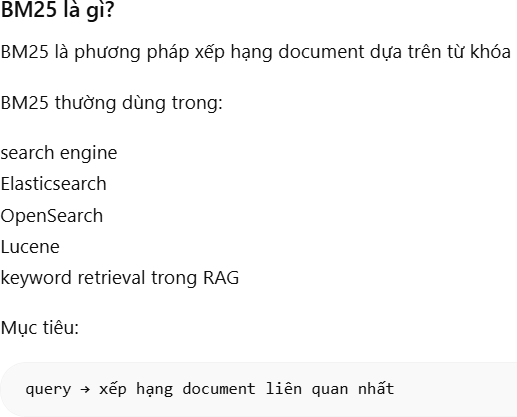 BM25 là gì?
BM25 là phương pháp xếp hạng document dựa trên từ khóa
BM25 thường dùng trong:
search engine
Elasticsearch
OpenSearch
Lucene
keyword retrieval trong RAG
Mục tiêu:
query → xếp hạng document liên quan nhất